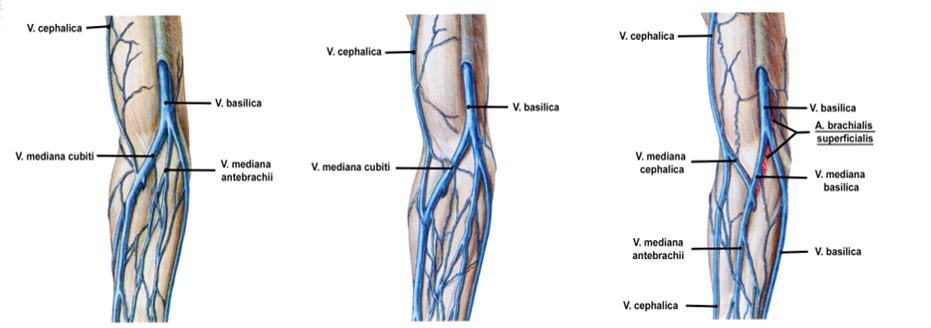 V. cephalica
V. basilica
V. mediana cubiti
V. mediana
antebrachii
V. cephalica
V. basilica
V. mediana cubiti
V. cephalica
V. basilica
A. brachialis
superficialis
V. mediana
cephalica
V. mediana
basilica
V. mediana
antebrachii
V. basilica
V. cephalica